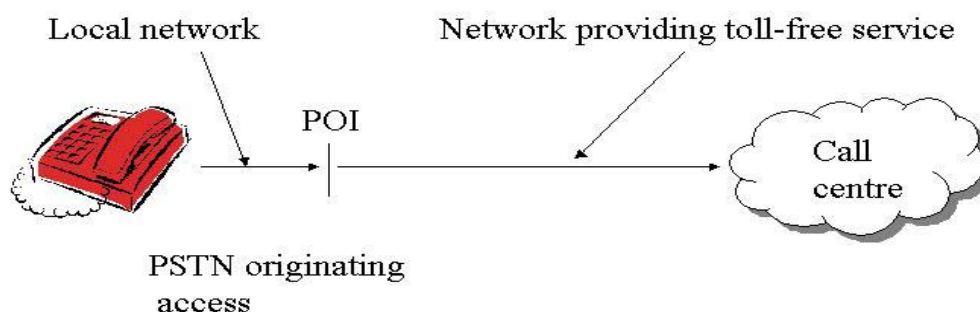 Local network
Network providing toll-free service
POI
Call
centre
PSTN originating
access